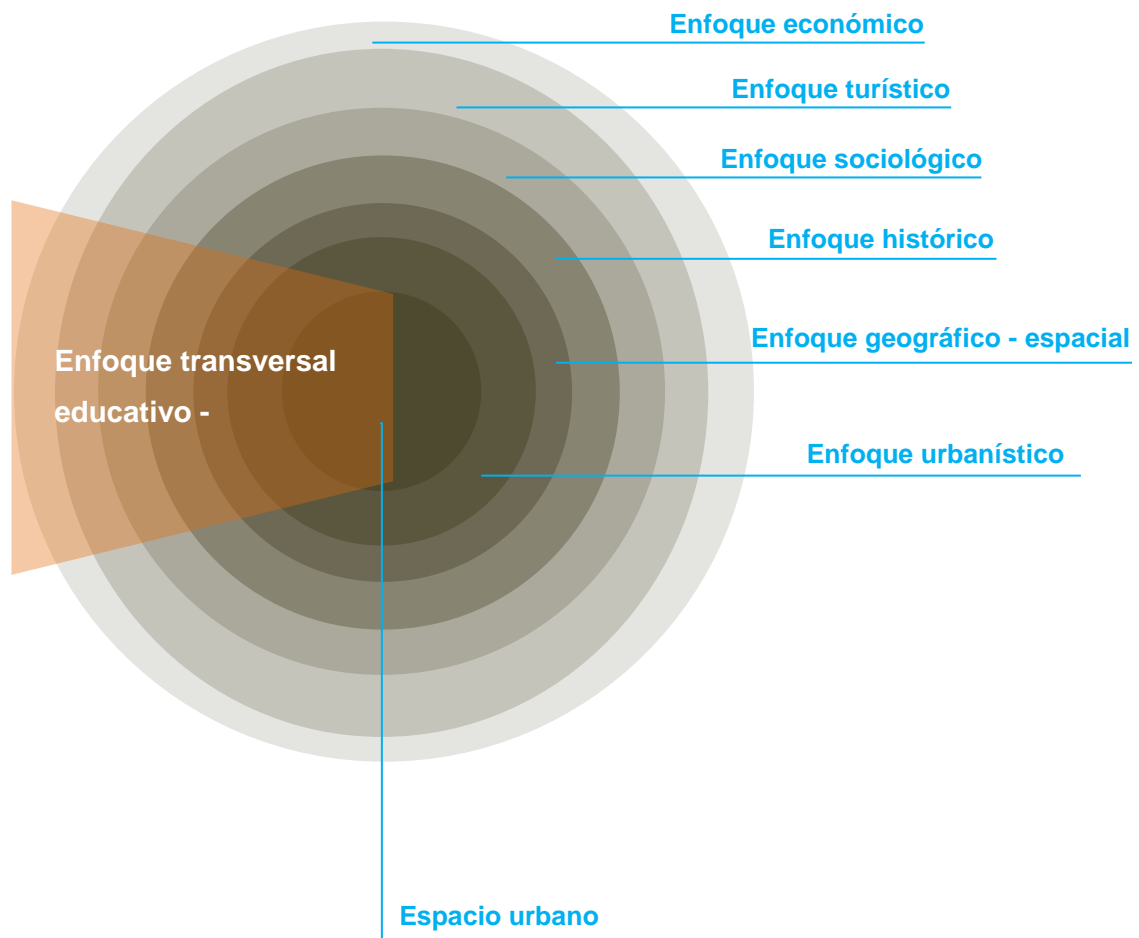 Enfoque económico
Enfoque turístico
Enfoque sociológico
Enfoque histórico
Enfoque geográfico - espacial
Enfoque transversal
educativo -
Enfoque urbanístico
Espacio urbano